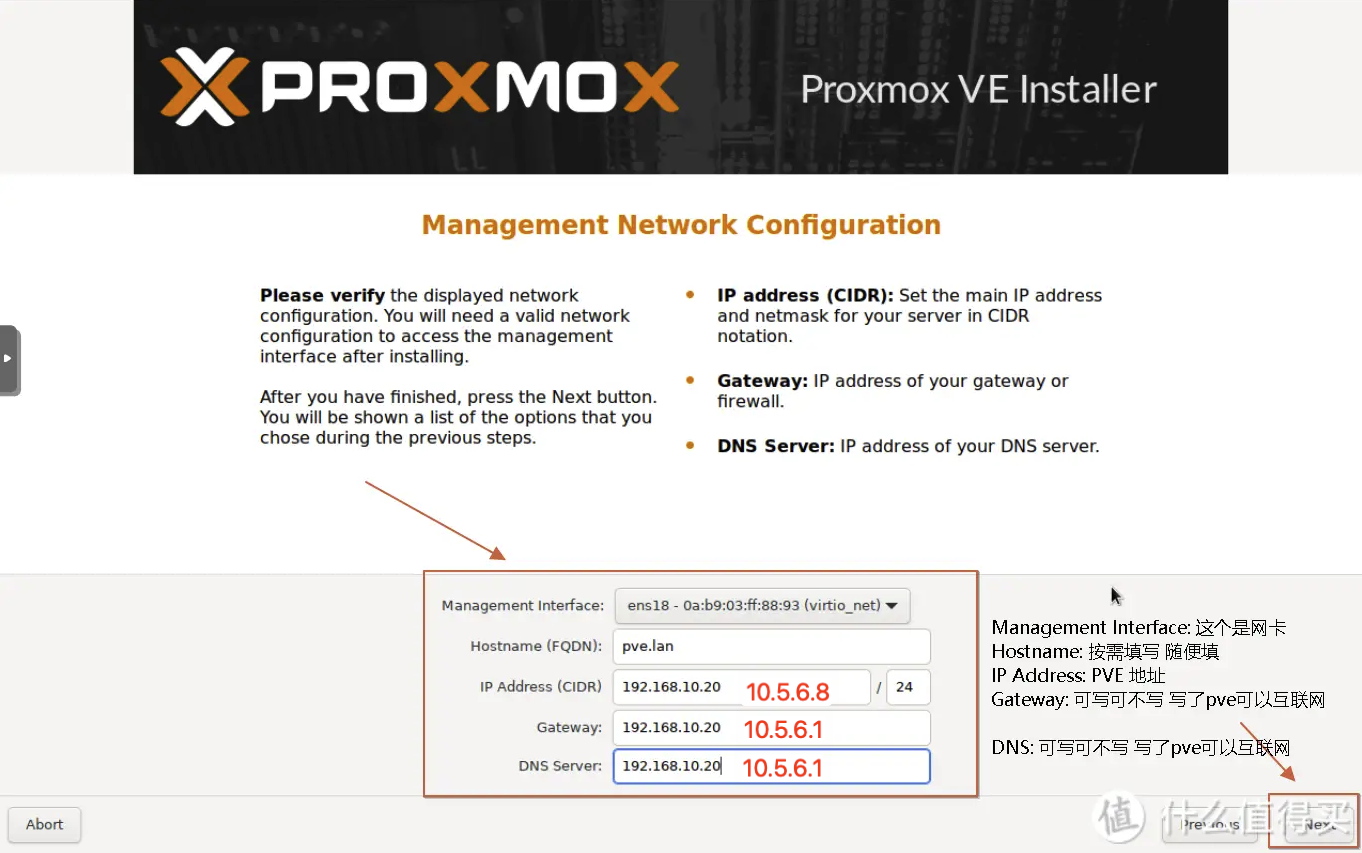 PROXMOX
Proxmox VE Installer
Management Network Configuration
Please verify the displayed network
configuration. You will need a valid network
configuration to access the management
interface after installing.
After you have finished, press the Next button.
You will be shown a list of the options that you
chose during the previous steps.
IP address (CIDR): Set the main IP address
and netmask for your server in CIDR
notation.
Gateway: IP address of your gateway or
firewall.
DNS Server: IP address of your DNS server.
Management Interface: ens18 - 0a:b9:03:ff:88:93 (virtio_net)
Hostname (FQDN): pve.lan
IP Address (CIDR) 192.168.10.20 10.5.6.8 / 24
Gateway: 192.168.10.20 10.5.6.1
DNS Server: 192.168.10.20 10.5.6.1
Management Interface: 这个是网卡
Hostname: 按需填写 随便填
IP Address: PVE 地址
Gateway: 可写可不写 写了pve可以互联网
DNS: 可写可不写 写了pve可以互联网
Abort
Previous
Next
值 什么值得买